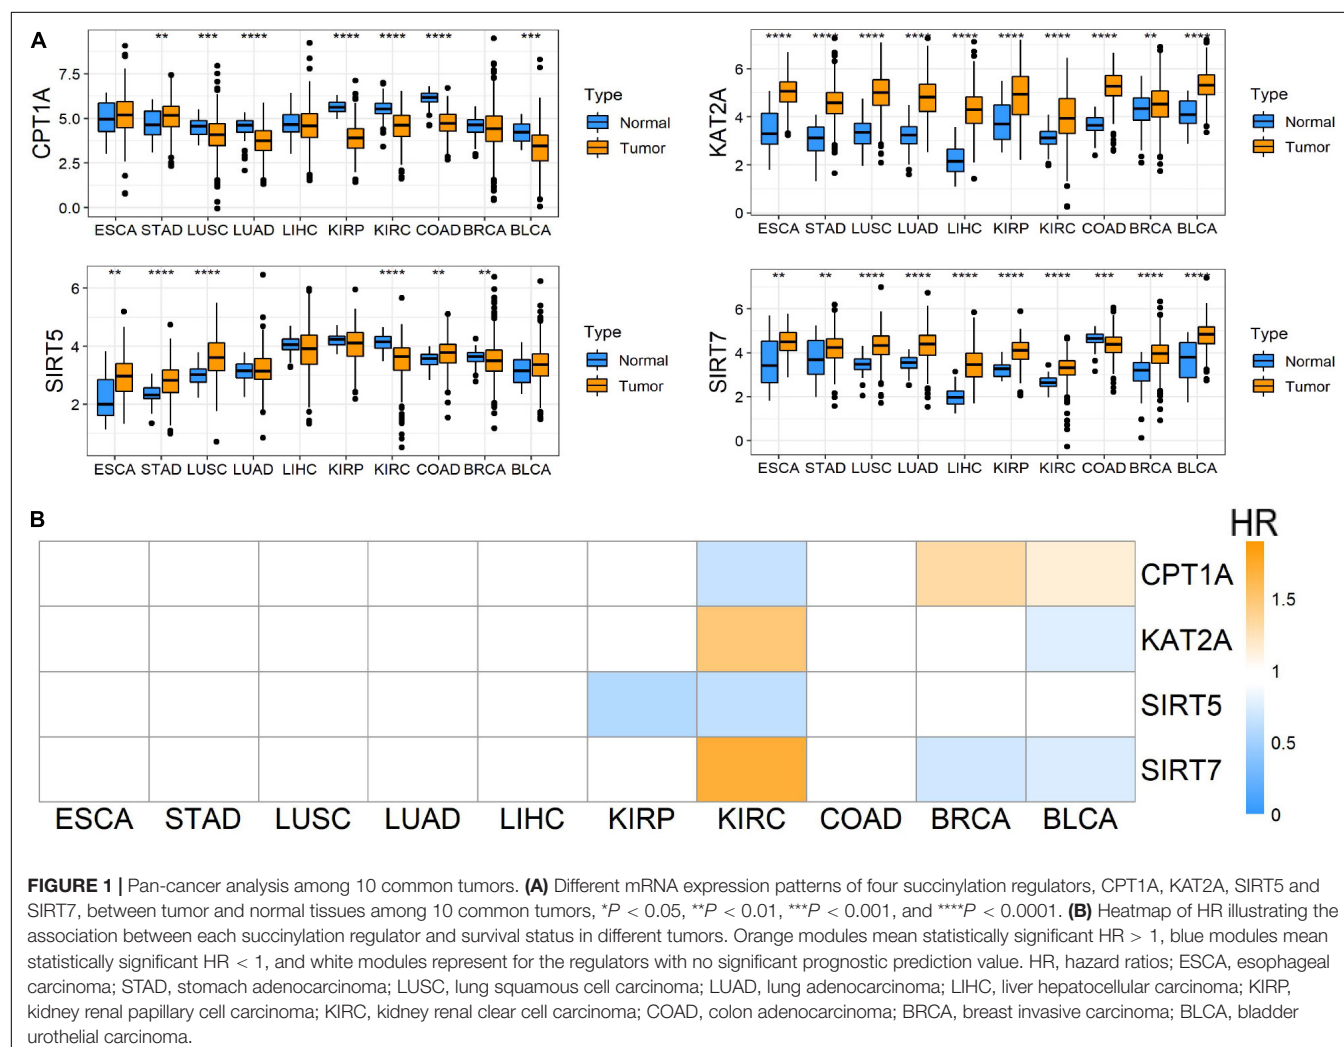 A
** *** **** **** **** **** ***
CPT1A
7.5
5.0
2.5
0.0
ESCA STAD LUSC LUAD LIHC KIRP KIRC COAD BRCA BLCA
Type
Normal
Tumor
**** **** **** **** **** **** **** **** ** ****
KAT2A
6
4
2
0
ESCA STAD LUSC LUAD LIHC KIRP KIRC COAD BRCA BLCA
Type
Normal
Tumor
** **** **** **** ** **
SIRT5
6
4
2
ESCA STAD LUSC LUAD LIHC KIRP KIRC COAD BRCA BLCA
Type
Normal
Tumor
** ** **** **** **** **** **** *** **** ****
SIRT7
6
4
2
0
ESCA STAD LUSC LUAD LIHC KIRP KIRC COAD BRCA BLCA
Type
Normal
Tumor
B
HR
CPT1A
KAT2A
SIRT5
SIRT7
1.5
1
0.5
0
ESCA STAD LUSC LUAD LIHC KIRP KIRC COAD BRCA BLCA
FIGURE 1 | Pan-cancer analysis among 10 common tumors. (A) Different mRNA expression patterns of four succinylation regulators, CPT1A, KAT2A, SIRT5 and
SIRT7, between tumor and normal tissues among 10 common tumors, *P < 0.05, **P < 0.01, ***P < 0.001, and ****P < 0.0001. (B) Heatmap of HR illustrating the
association between each succinylation regulator and survival status in different tumors. Orange modules mean statistically significant HR > 1, blue modules mean
statistically significant HR < 1, and white modules represent for the regulators with no significant prognostic prediction value. HR, hazard ratios; ESCA, esophageal
carcinoma; STAD, stomach adenocarcinoma; LUSC, lung squamous cell carcinoma; LUAD, lung adenocarcinoma; LIHC, liver hepatocellular carcinoma; KIRP,
kidney renal papillary cell carcinoma; KIRC, kidney renal clear cell carcinoma; COAD, colon adenocarcinoma; BRCA, breast invasive carcinoma; BLCA, bladder
urothelial carcinoma.